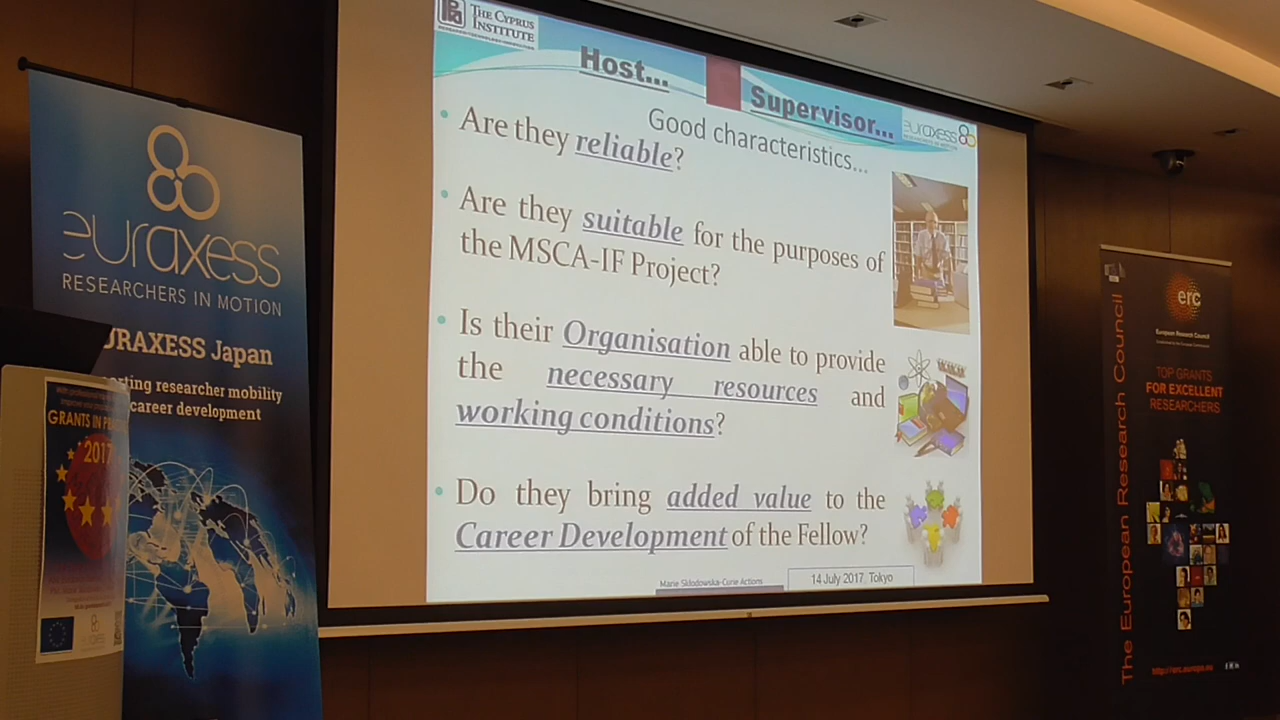 THE CYPRUS
INSTITUTE
Host...
Supervisor...
euraxess
Good characteristics...
• Are they reliable?
• Are they suitable for the purposes of
the MSCA-IF Project?
• Is their Organisation able to provide
the necessary resources and
working conditions?
• Do they bring added value to the
Career Development of the Fellow?
Marie Skłodowska-Curie Actions
14 July 2017, Tokyo
euraxess
RESEARCHERS IN MOTION
URAXESS Japan
rting researcher mobility
career development
GRANTS IN
2017
The European Research Council
erc
European Research Council
TOP GRANTS
FOR EXCELLENT
RESEARCHERS
http://erc.europa.eu